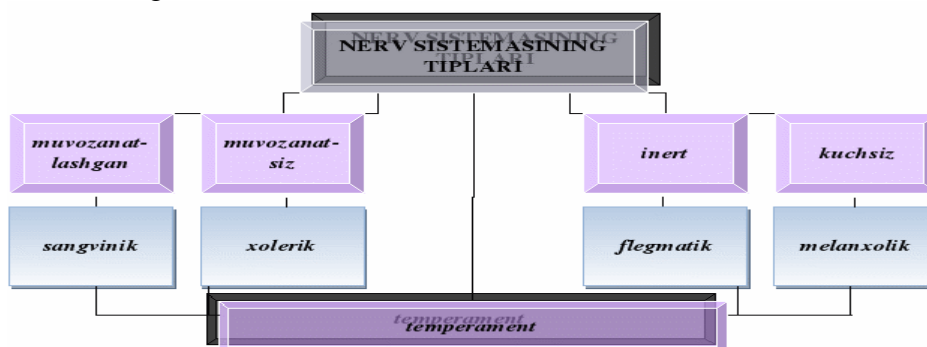 NERV SISTEMASINING
TIPLARI
muvozanat-
lashgan
muvozanat-
siz
inert
kuchsiz
sangvinik
xolerik
flegmatik
melanxolik
temperament